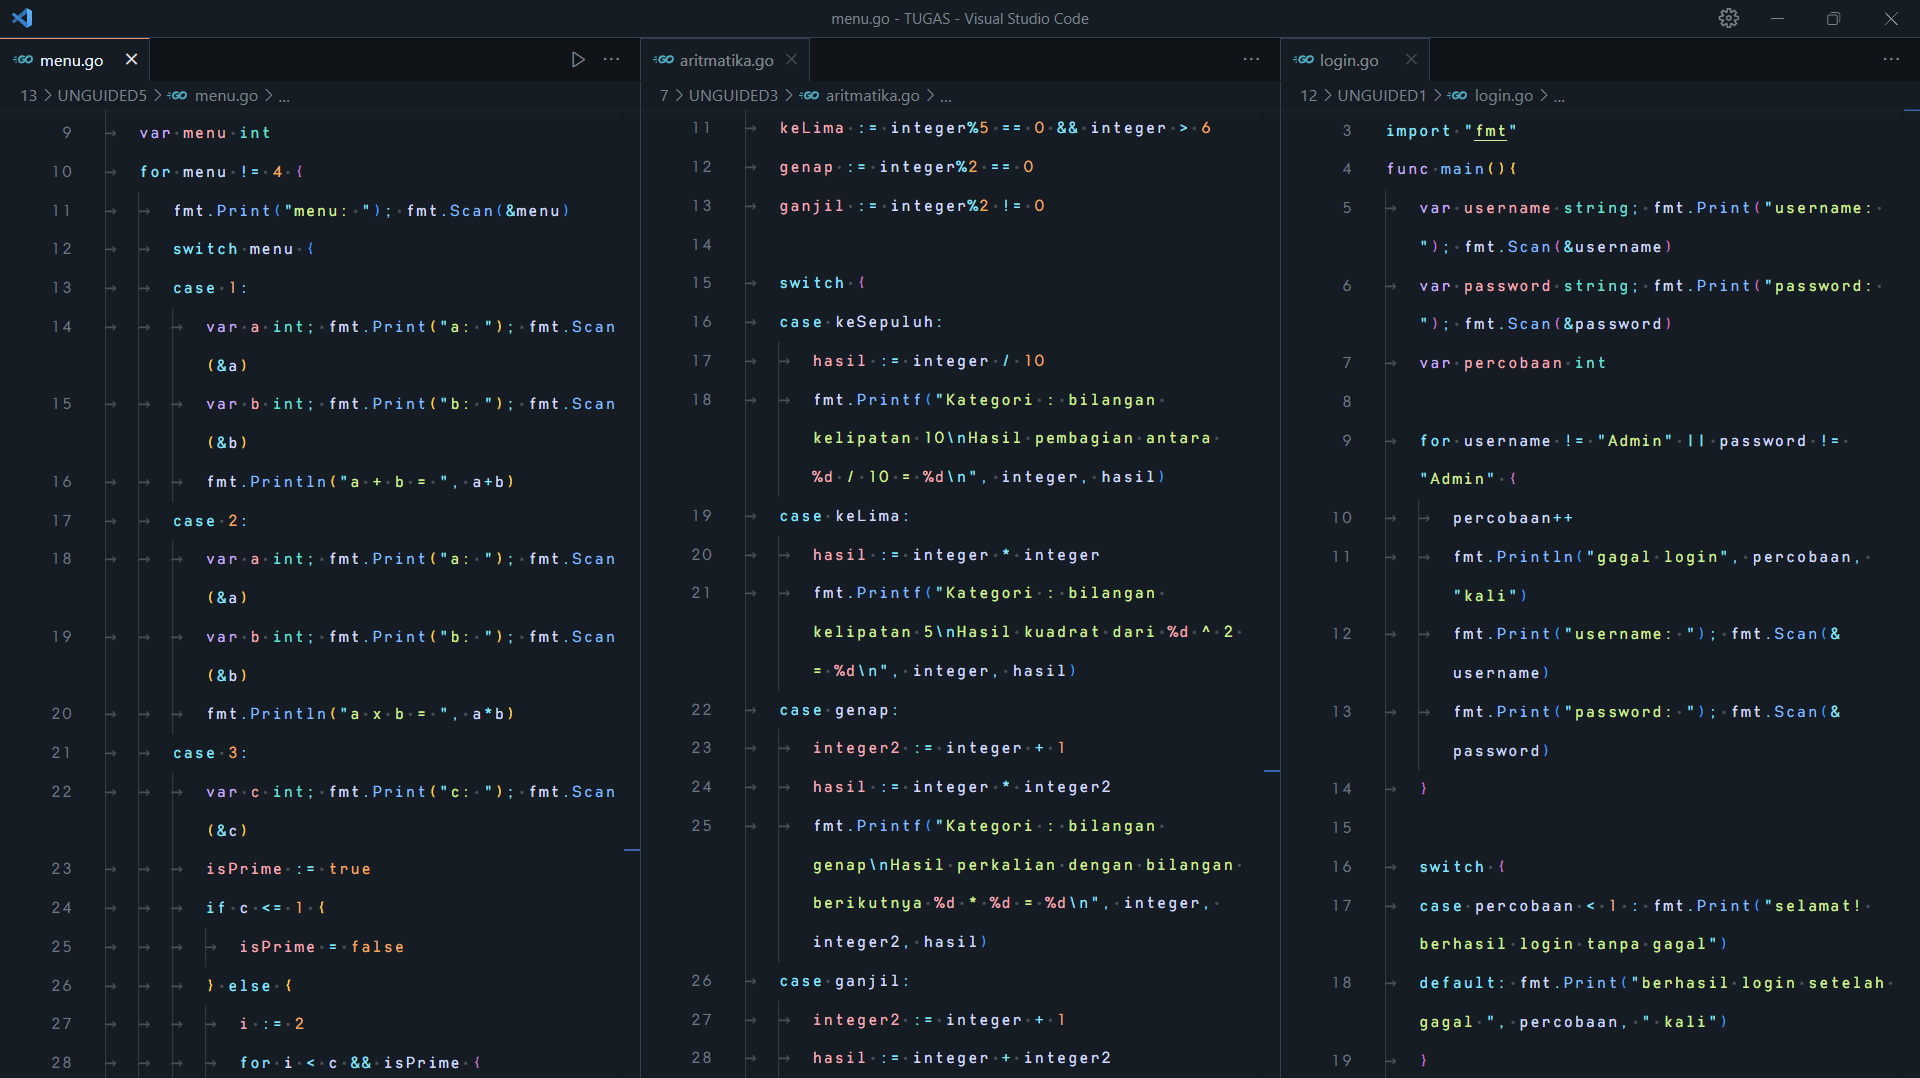 menu.go - TUGAS - Visual Studio Code
GO menu.go
13 > UNGUIDED5 > GO menu.go > ...
9 var menu int
10 for menu != 4 {
11 fmt.Print("menu: "); fmt.Scan(&menu)
12 switch menu {
13 case 1:
14 var a int; fmt.Print("a: "); fmt.Scan
(&a)
15 var b int; fmt.Print("b: "); fmt.Scan
(&b)
16 fmt.Println("a + b = ", a+b)
17 case 2:
18 var a int; fmt.Print("a: "); fmt.Scan
(&a)
19 var b int; fmt.Print("b: "); fmt.Scan
(&b)
20 fmt.Println("a x b = ", a*b)
21 case 3:
22 var c int; fmt.Print("c: "); fmt.Scan
(&c)
23 isPrime := true
24 if c <= 1 {
25 isPrime = false
26 } else {
27 i := 2
28 for i < c && isPrime {
GO aritmatika.go
7 > UNGUIDED3 > GO aritmatika.go > ...
11 keLima := integer%5 == 0 && integer > 6
12 genap := integer%2 == 0
13 ganjil := integer%2 != 0
14
15 switch {
16 case keSepuluh:
17 hasil := integer / 10
18 fmt.Printf("Kategori : bilangan
kelipatan 10\nHasil pembagian antara
%d / 10 = %d\n", integer, hasil)
19 case keLima:
20 hasil := integer * integer
21 fmt.Printf("Kategori : bilangan
kelipatan 5\nHasil kuadrat dari %d ^ 2
= %d\n", integer, hasil)
22 case genap:
23 integer2 := integer + 1
24 hasil := integer * integer2
25 fmt.Printf("Kategori : bilangan
genap\nHasil perkalian dengan bilangan
berikutnya %d * %d = %d\n", integer,
integer2, hasil)
26 case ganjil:
27 integer2 := integer + 1
28 hasil := integer + integer2
GO login.go
12 > UNGUIDED1 > GO login.go > ...
3 import "fmt"
4 func main(){
5 var username string; fmt.Print("username:
"); fmt.Scan(&username)
6 var password string; fmt.Print("password:
"); fmt.Scan(&password)
7 var percobaan int
8
9 for username != "Admin" || password !=
"Admin" {
10 percobaan++
11 fmt.Println("gagal login", percobaan,
"kali")
12 fmt.Print("username: "); fmt.Scan(&
username)
13 fmt.Print("password: "); fmt.Scan(&
password)
14 }
15
16 switch {
17 case percobaan < 1 : fmt.Print("selamat!
berhasil login tanpa gagal")
18 default: fmt.Print("berhasil login setelah
gagal ", percobaan, " kali")
19 }